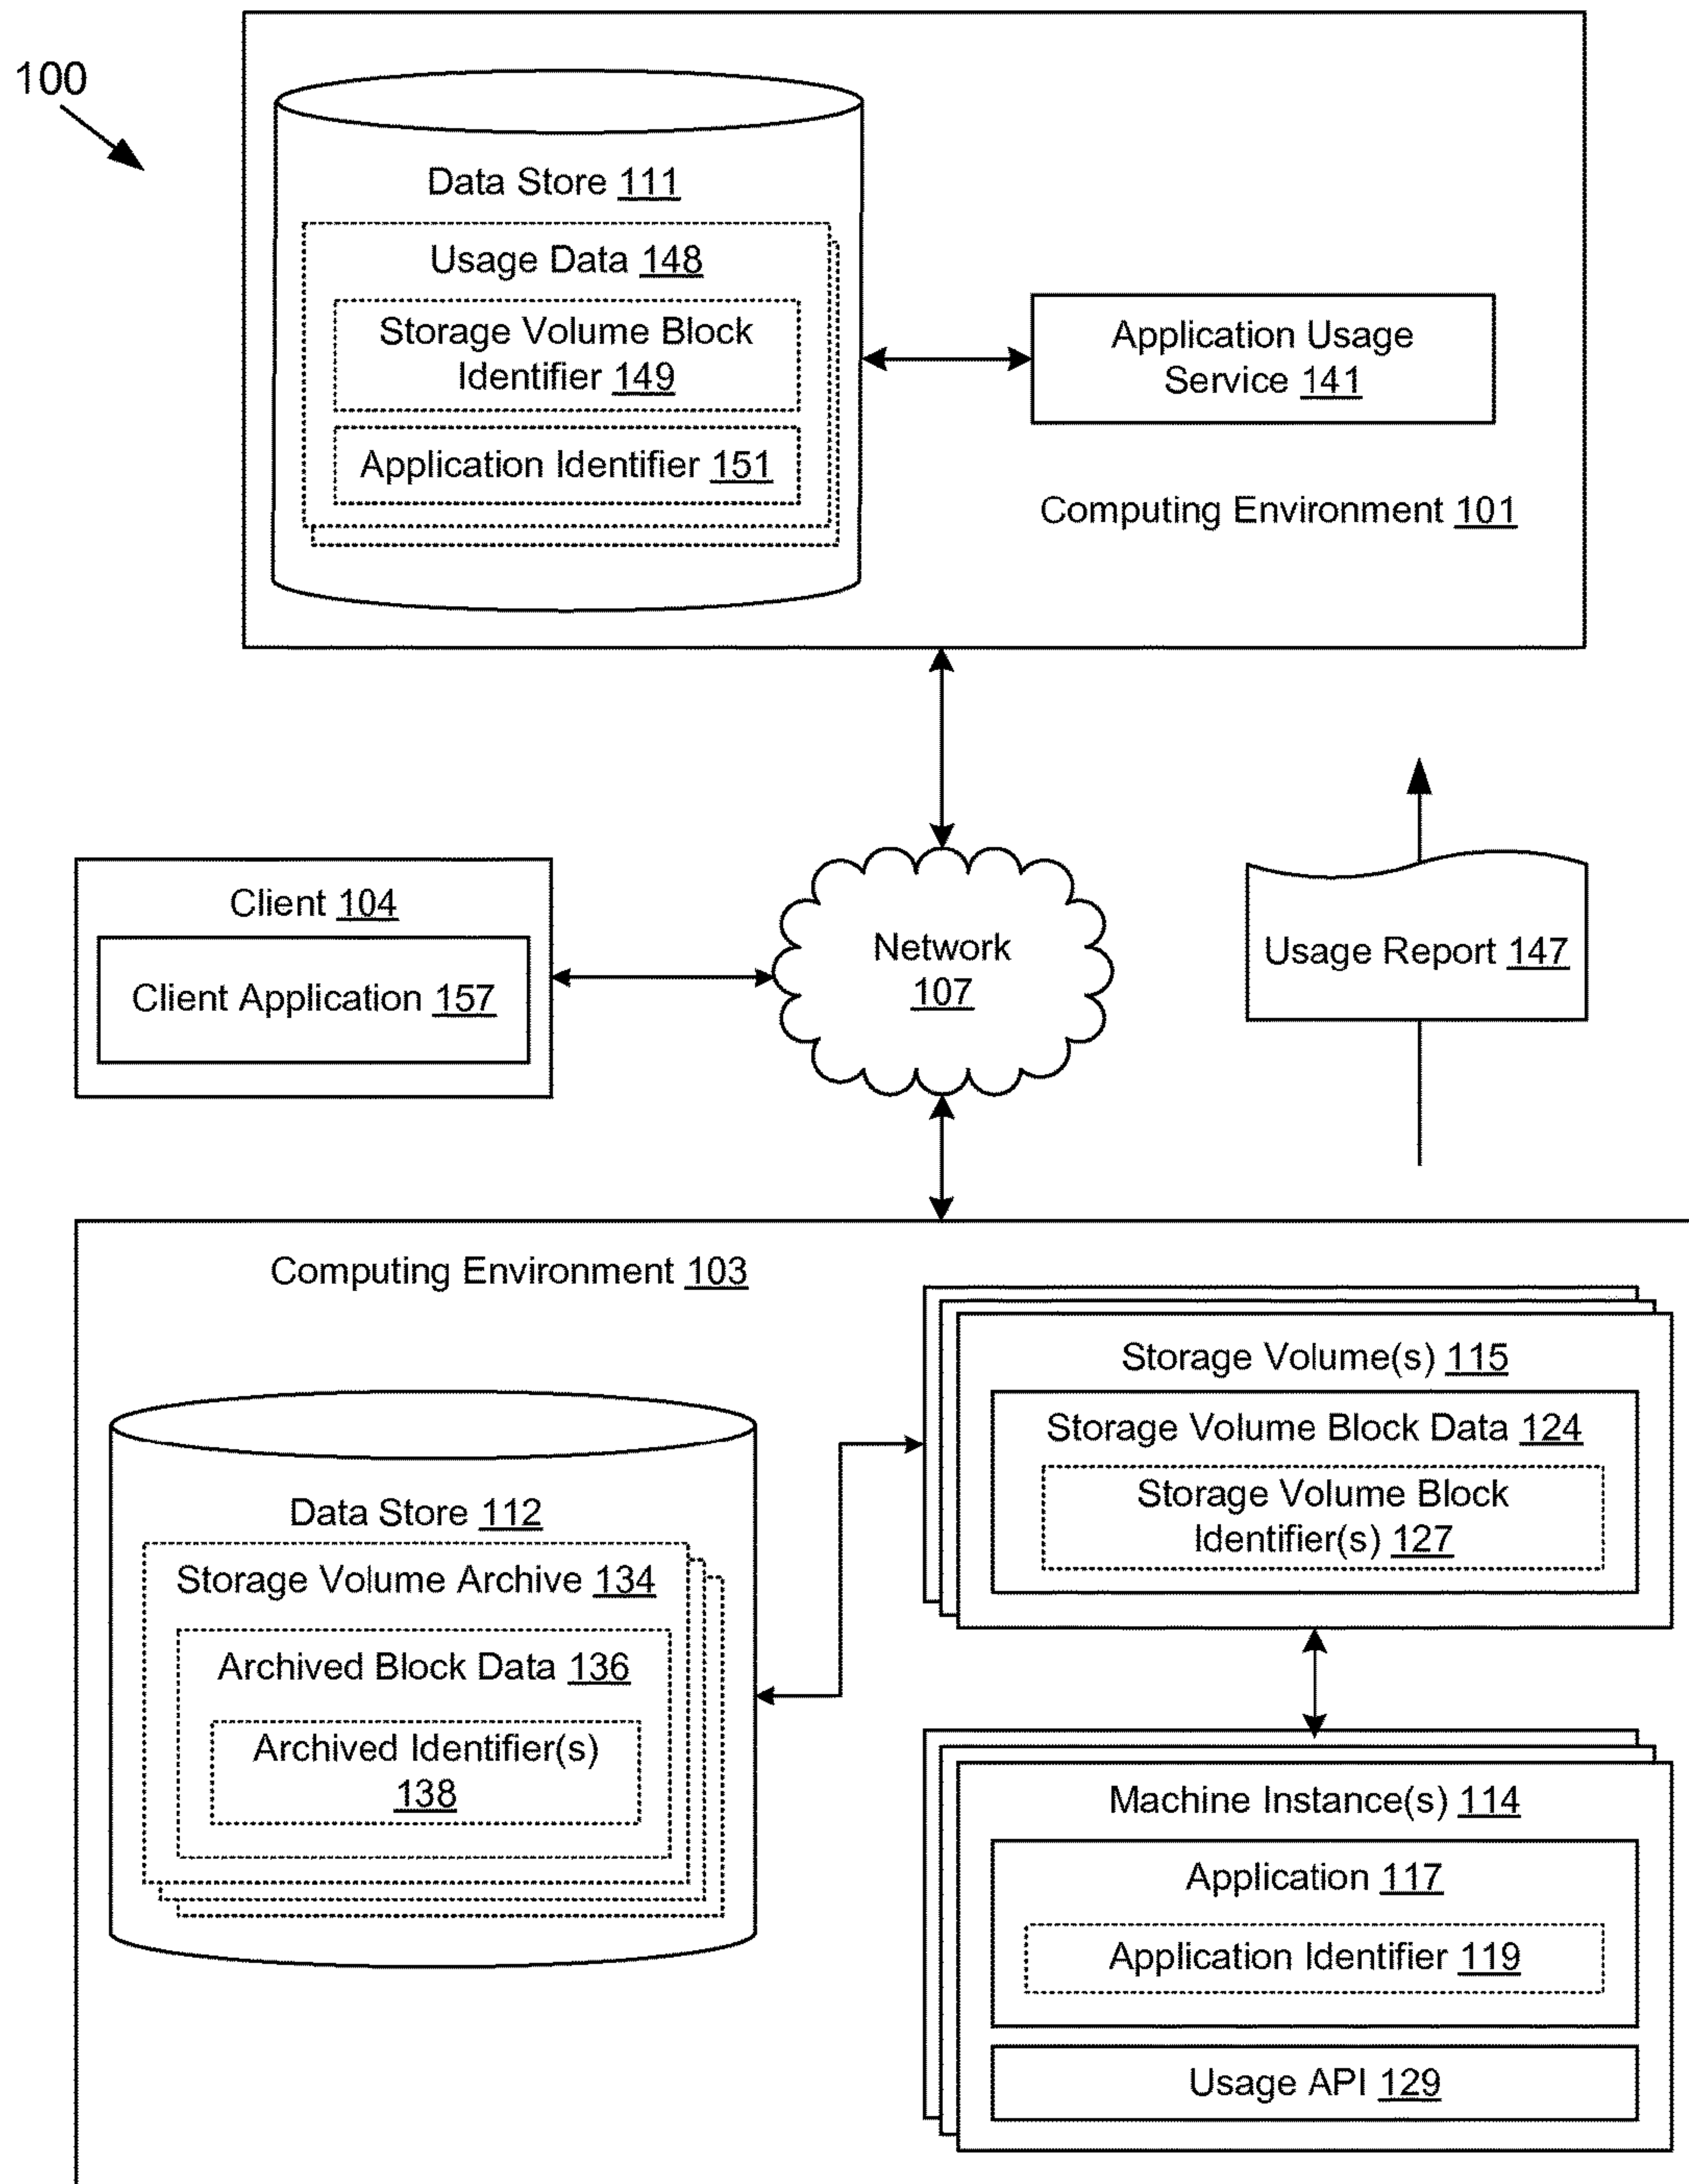 100
Data Store 111
Usage Data 148
Storage Volume Block
Identifier 149
Application Identifier 151
Application Usage
Service 141
Computing Environment 101
Client 104
Client Application 157
Network
107
Usage Report 147
Computing Environment 103
Data Store 112
Storage Volume Archive 134
Archived Block Data 136
Archived Identifier(s)
138
Storage Volume(s) 115
Storage Volume Block Data 124
Storage Volume Block
Identifier(s) 127
Machine Instance(s) 114
Application 117
Application Identifier 119
Usage API 129